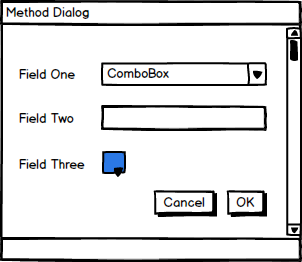 Method Dialog
Field One ComboBox
Field Two
Field Three
Cancel OK